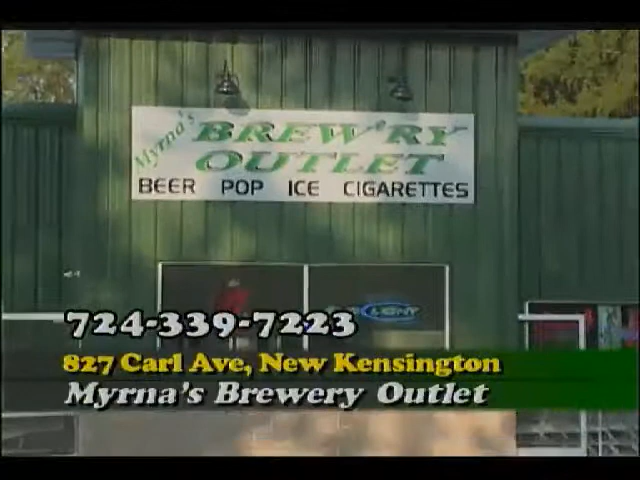 Myrna's
BREW'RY
OUTLET
BEER POP ICE CIGARETTES
LIGHT
724-339-7223
827 Carl Ave, New Kensington
Myrna's Brewery Outlet